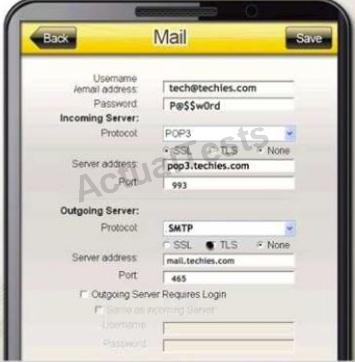 Back Mail Save
Username
/email address: tech@techies.com
Password: P@$$w0rd
Incoming Server:
Protocol: POP3
SSL TLS None
Server address: pop3.techies.com
Port: 993
Outgoing Server:
Protocol: SMTP
SSL TLS None
Server address: mail.techies.com
Port: 465
Outgoing Server Requires Login
Same as Incoming Server
Username:
Password:
ActualTests